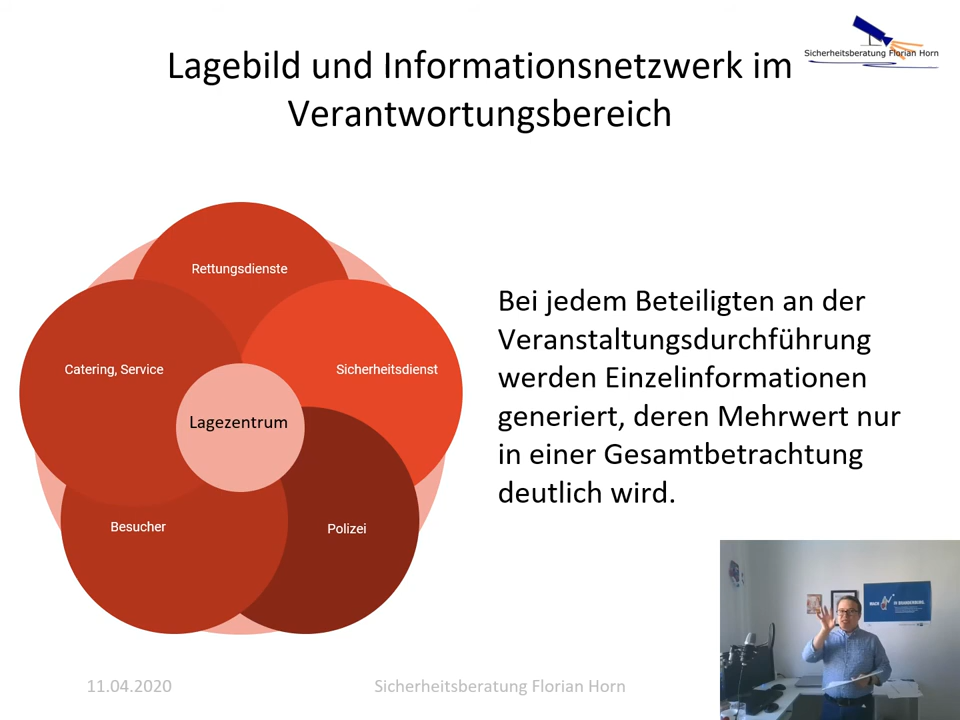 Sicherheitsberatung Florian Horn
Lagebild und Informationsnetzwerk im
Verantwortungsbereich
Rettungsdienste
Catering, Service
Sicherheitsdienst
Lagezentrum
Besucher
Polizei
Bei jedem Beteiligten an der
Veranstaltungsdurchführung
werden Einzelinformationen
generiert, deren Mehrwert nur
in einer Gesamtbetrachtung
deutlich wird.
11.04.2020
Sicherheitsberatung Florian Horn